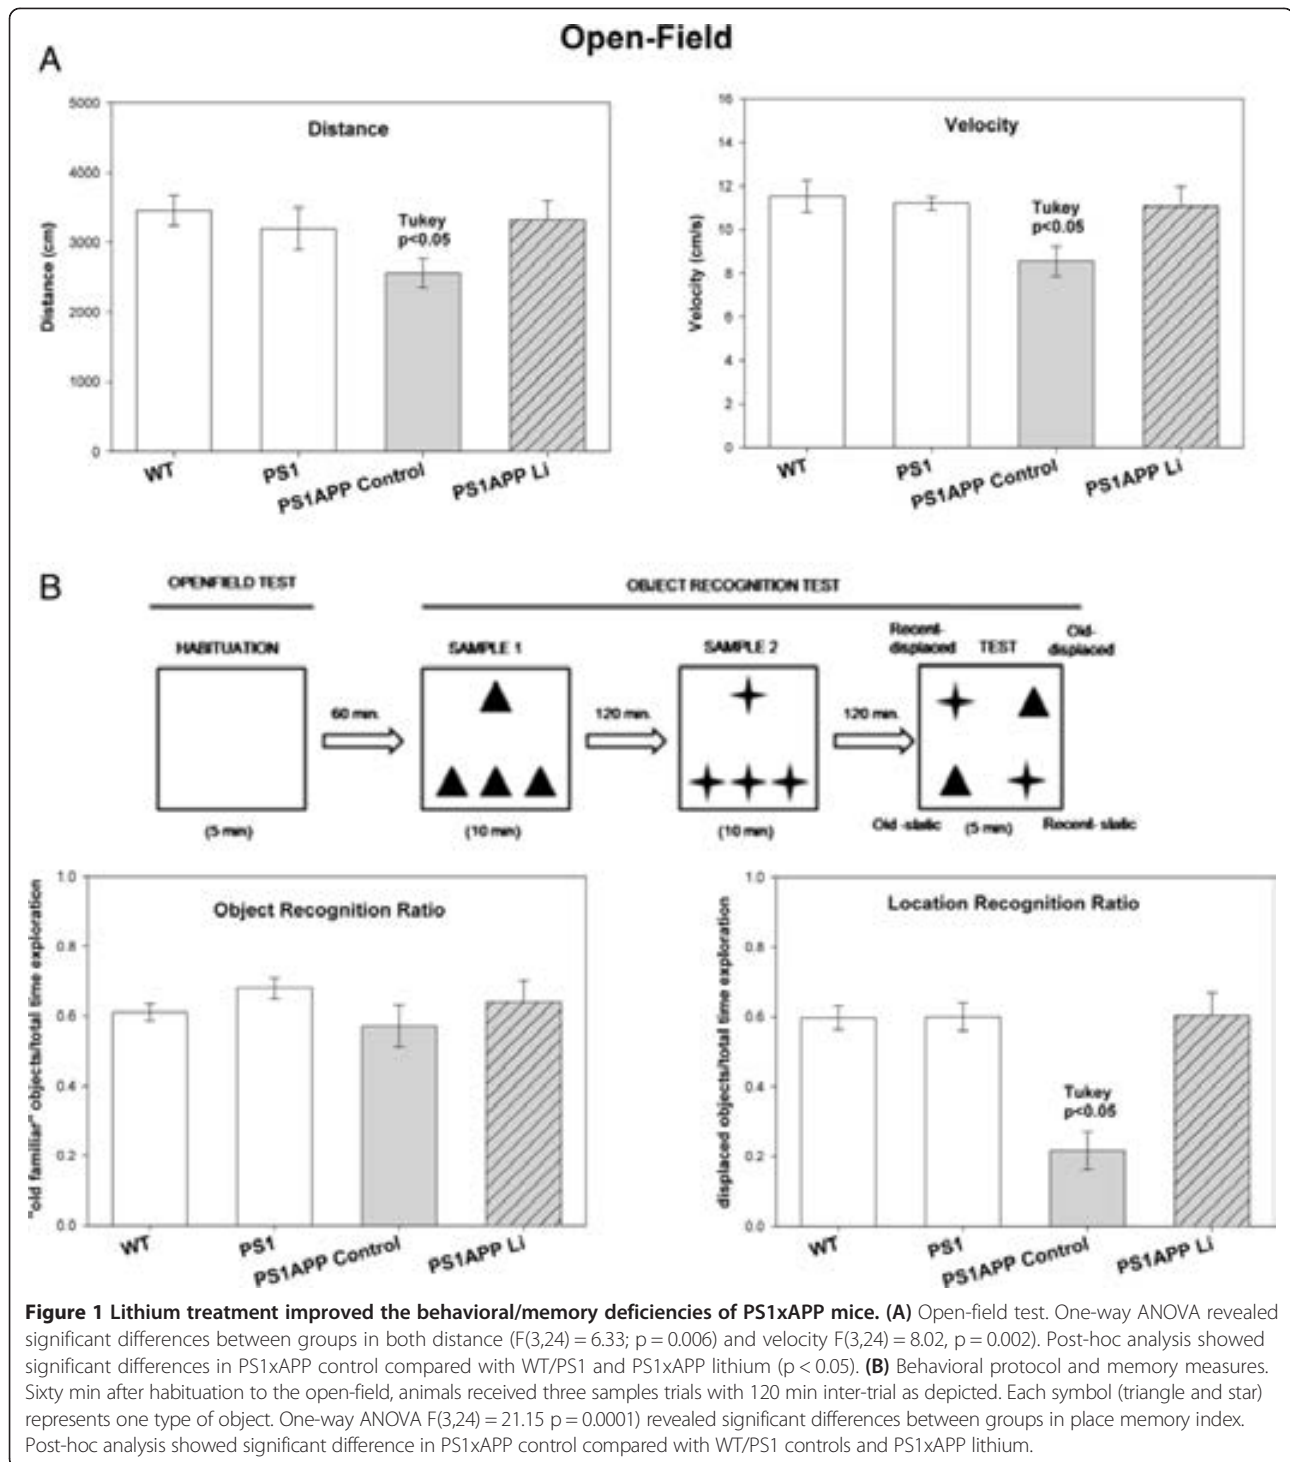 Open-Field
A
Distance
Distance (cm)
5000
4000
3000
2000
1000
0
Tukey
p<0.05
WT
PS1
PS1APP Control
PS1APP Li
Velocity
Velocity (cm/s)
16
14
12
10
8
6
4
2
0
Tukey
p<0.05
WT
PS1
PS1APP Control
PS1APP Li
B
OPENFIELD TEST
OBJECT RECOGNITION TEST
HABITUATION
SAMPLE 1
SAMPLE 2
Recent-displaced
TEST
Old-displaced
60 min.
120 min.
120 min.
(5 min)
(10 min)
(10 min)
Old -static
(5 min)
Recent- static
Object Recognition Ratio
"old familiar" objects/total time exploration
1.0
0.8
0.6
0.4
0.2
0.0
WT
PS1
PS1APP Control
PS1APP Li
Location Recognition Ratio
displaced objects/total time exploration
1.0
0.8
0.6
0.4
0.2
0.0
Tukey
p<0.05
WT
PS1
PS1APP Control
PS1APP Li
Figure 1 Lithium treatment improved the behavioral/memory deficiencies of PS1xAPP mice. (A) Open-field test. One-way ANOVA revealed
significant differences between groups in both distance (F(3,24) = 6.33; p = 0.006) and velocity F(3,24) = 8.02, p = 0.002). Post-hoc analysis showed
significant differences in PS1xAPP control compared with WT/PS1 and PS1xAPP lithium (p < 0.05). (B) Behavioral protocol and memory measures.
Sixty min after habituation to the open-field, animals received three samples trials with 120 min inter-trial as depicted. Each symbol (triangle and star)
represents one type of object. One-way ANOVA F(3,24) = 21.15 p = 0.0001) revealed significant differences between groups in place memory index.
Post-hoc analysis showed significant difference in PS1xAPP control compared with WT/PS1 controls and PS1xAPP lithium.